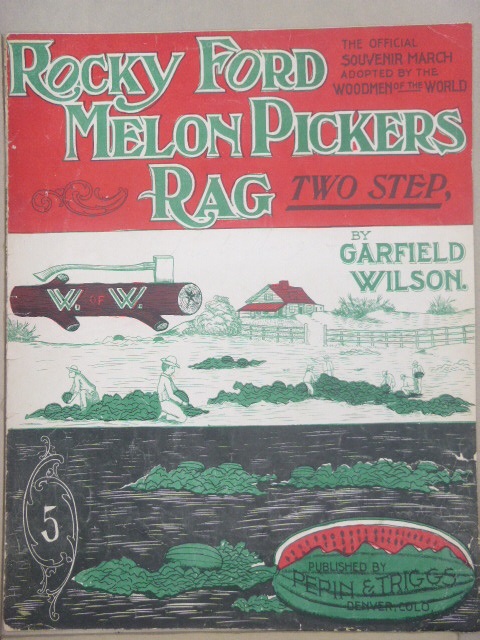 ROCKY FORD
THE OFFICIAL
SOUVENIR MARCH
ADOPTED BY THE
WOODMEN OF THE WORLD
MELON PICKERS
RAG TWO STEP,
BY
GARFIELD
WILSON.
W. OF W.
5
PUBLISHED BY
PERIN & TRIGGS
DENVER, COLO.